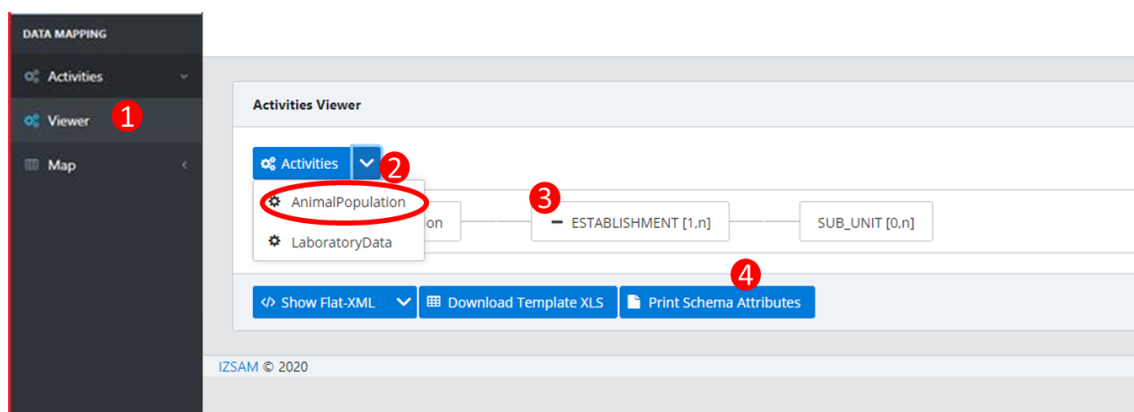 DATA MAPPING
Activities
Viewer
1
Map
Activities Viewer
Activities
2
AnimalPopulation
LaboratoryData
on
3
ESTABLISHMENT [1,n]
SUB_UNIT [0,n]
4
</> Show Flat-XML
Download Template XLS
Print Schema Attributes
IZSAM © 2020